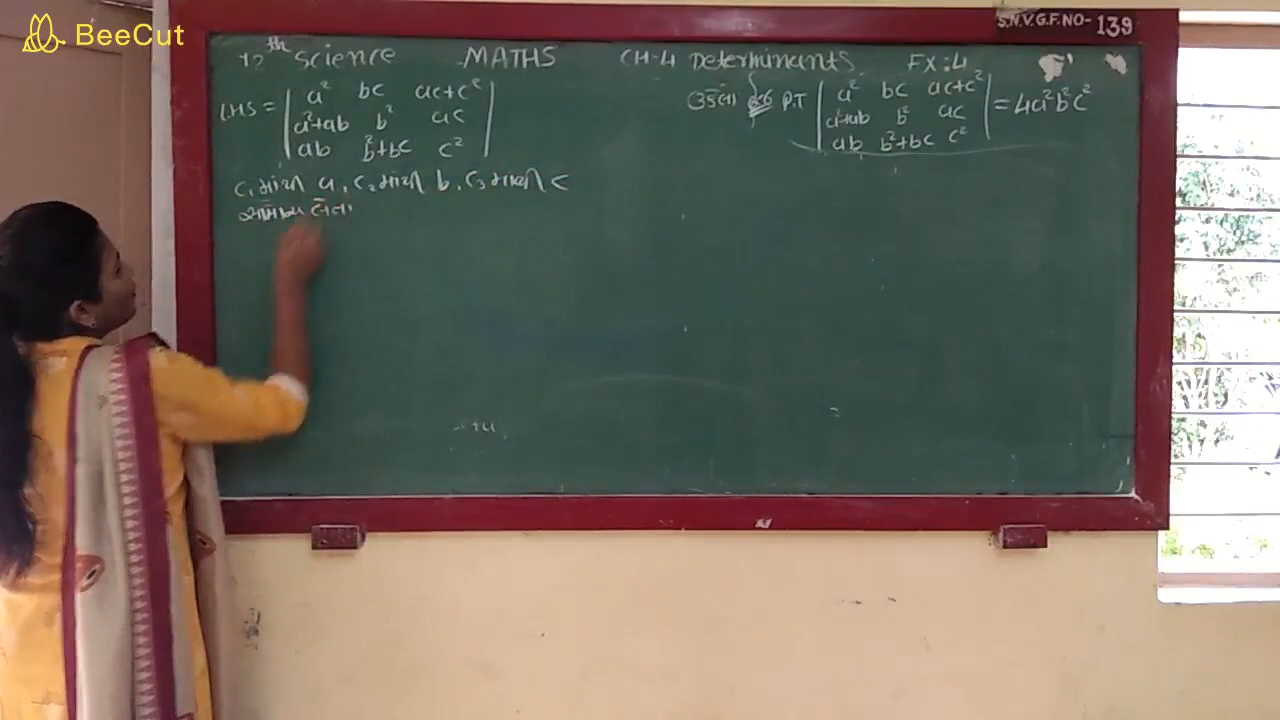 BeeCut
S.N.V.G.F.NO- 139
12th Science MATHS CH-4 Determinants EX:4
LHS = | a² bc ac+c² |
| a²+ab b² ac |
| ab b²+bc c² |
C₁ માંથી a, C₂ માંથી b, C₃ માંથી c
સામાન્ય લેતા
P.T | a² bc ac+c² | = 4a²b²c²
| a²+ab b² ac |
| ab b²+bc c² |